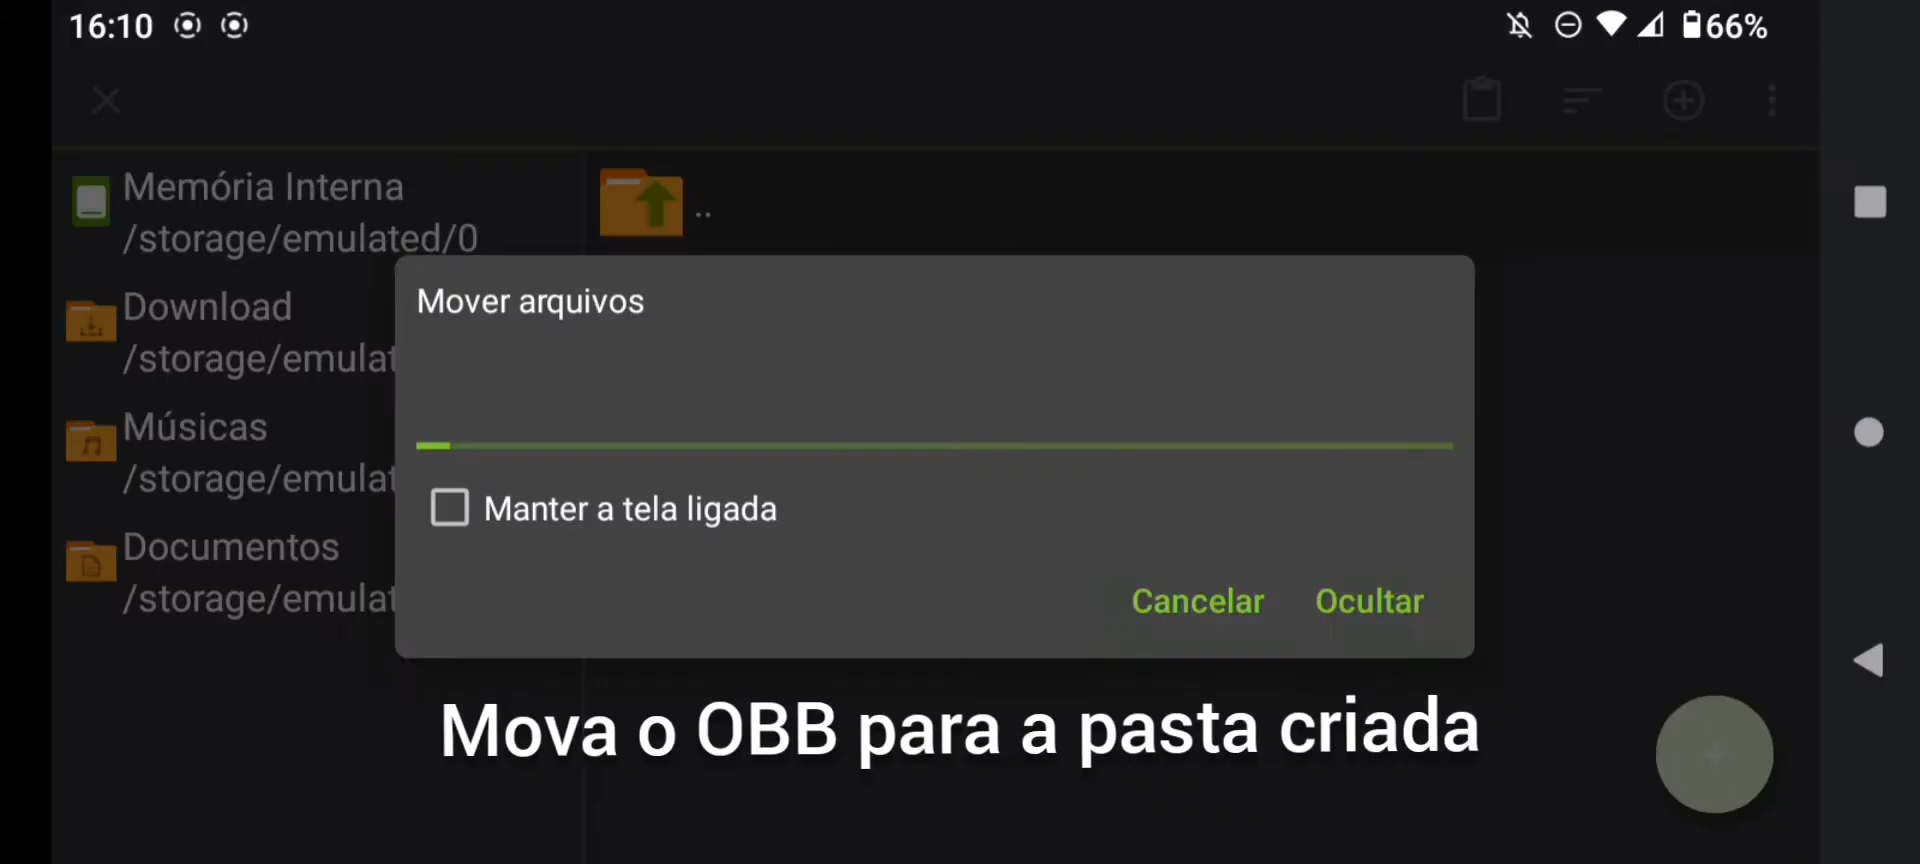 16:10 66%
Memória Interna
/storage/emulated/0
..
Download
/storage/emulat
Músicas
/storage/emulat
Documentos
/storage/emulat
Mover arquivos
Manter a tela ligada
Cancelar Ocultar
Mova o OBB para a pasta criada